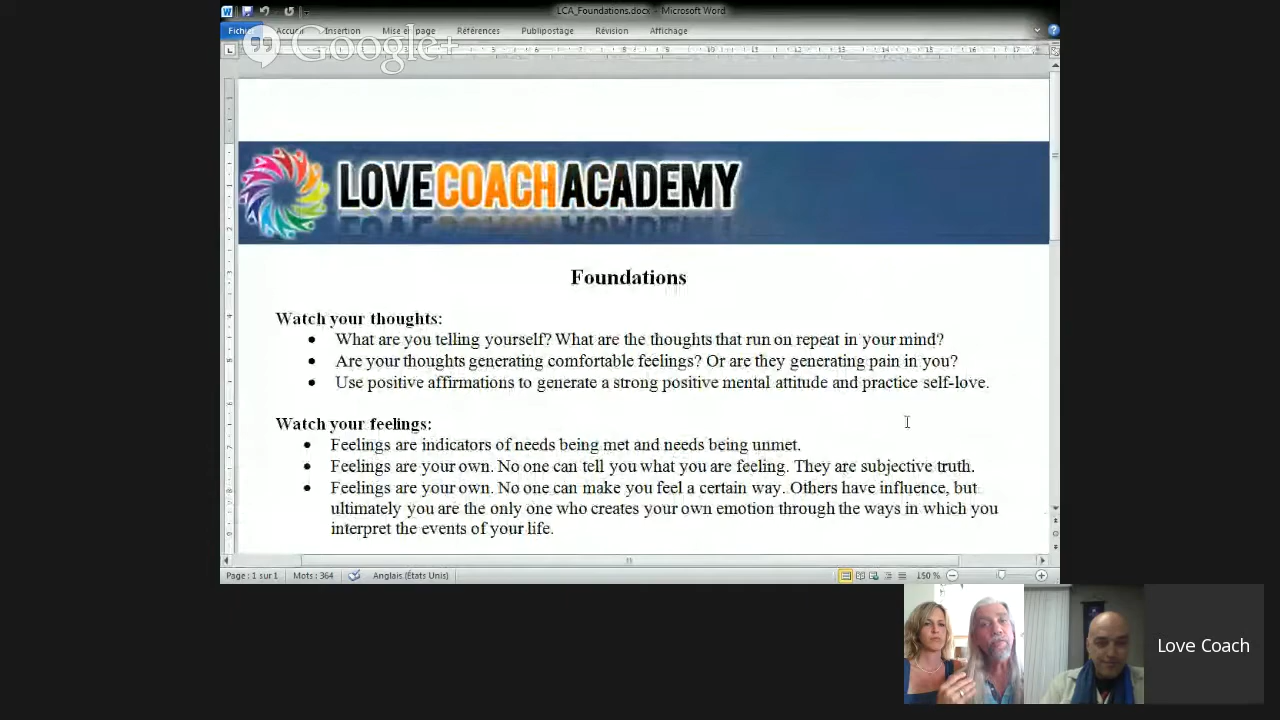 LCA_Foundations.docx - Microsoft Word
Fichier Accueil Insertion Mise en page Références Publipostage Révision Affichage
Google+
LOVECOACHACADEMY
Foundations
Watch your thoughts:
• What are you telling yourself? What are the thoughts that run on repeat in your mind?
• Are your thoughts generating comfortable feelings? Or are they generating pain in you?
• Use positive affirmations to generate a strong positive mental attitude and practice self-love.
Watch your feelings:
• Feelings are indicators of needs being met and needs being unmet.
• Feelings are your own. No one can tell you what you are feeling. They are subjective truth.
• Feelings are your own. No one can make you feel a certain way. Others have influence, but
ultimately you are the only one who creates your own emotion through the ways in which you
interpret the events of your life.
Page : 1 sur 1 Mots : 364 Anglais (États Unis) 150 %
Love Coach